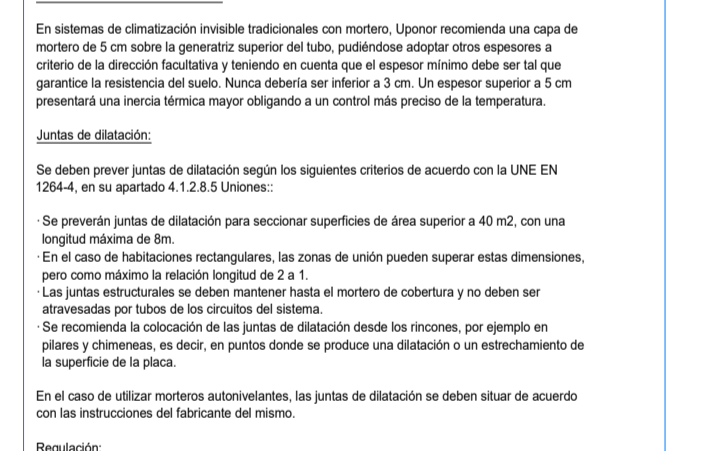 En sistemas de climatización invisible tradicionales con mortero, Uponor recomienda una capa de
mortero de 5 cm sobre la generatriz superior del tubo, pudiéndose adoptar otros espesores a
criterio de la dirección facultativa y teniendo en cuenta que el espesor mínimo debe ser tal que
garantice la resistencia del suelo. Nunca debería ser inferior a 3 cm. Un espesor superior a 5 cm
presentará una inercia térmica mayor obligando a un control más preciso de la temperatura.
Juntas de dilatación:
Se deben prever juntas de dilatación según los siguientes criterios de acuerdo con la UNE EN
1264-4, en su apartado 4.1.2.8.5 Uniones::
· Se preverán juntas de dilatación para seccionar superficies de área superior a 40 m2, con una
longitud máxima de 8m.
· En el caso de habitaciones rectangulares, las zonas de unión pueden superar estas dimensiones,
pero como máximo la relación longitud de 2 a 1.
· Las juntas estructurales se deben mantener hasta el mortero de cobertura y no deben ser
atravesadas por tubos de los circuitos del sistema.
· Se recomienda la colocación de las juntas de dilatación desde los rincones, por ejemplo en
pilares y chimeneas, es decir, en puntos donde se produce una dilatación o un estrechamiento de
la superficie de la placa.
En el caso de utilizar morteros autonivelantes, las juntas de dilatación se deben situar de acuerdo
con las instrucciones del fabricante del mismo.
Regulación: